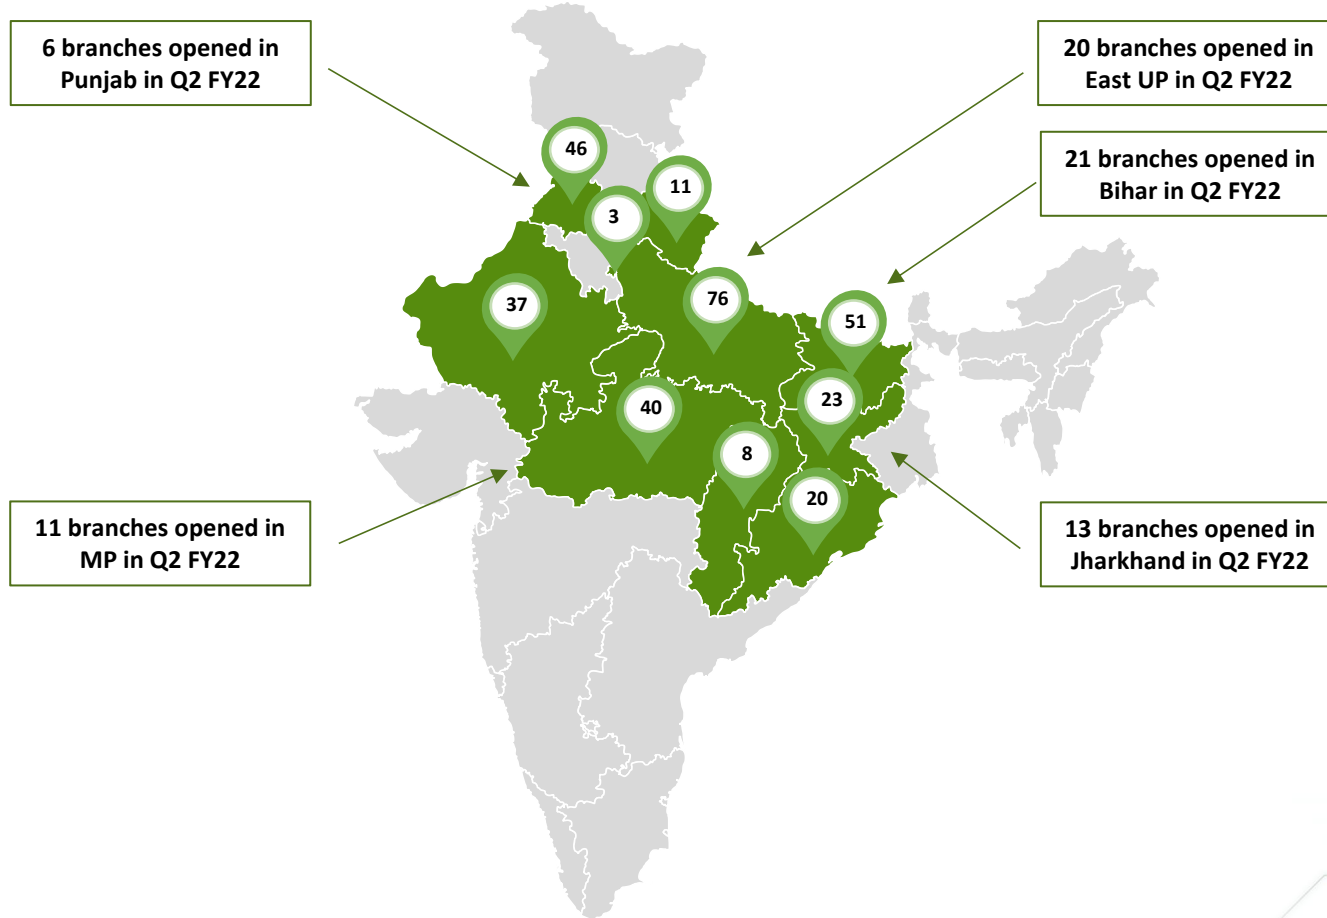 6 branches opened in
Punjab in Q2 FY22
20 branches opened in
East UP in Q2 FY22
46
11
21 branches opened in
Bihar in Q2 FY22
3
37
76
51
40
23
8
20
11 branches opened in
MP in Q2 FY22
13 branches opened in
Jharkhand in Q2 FY22